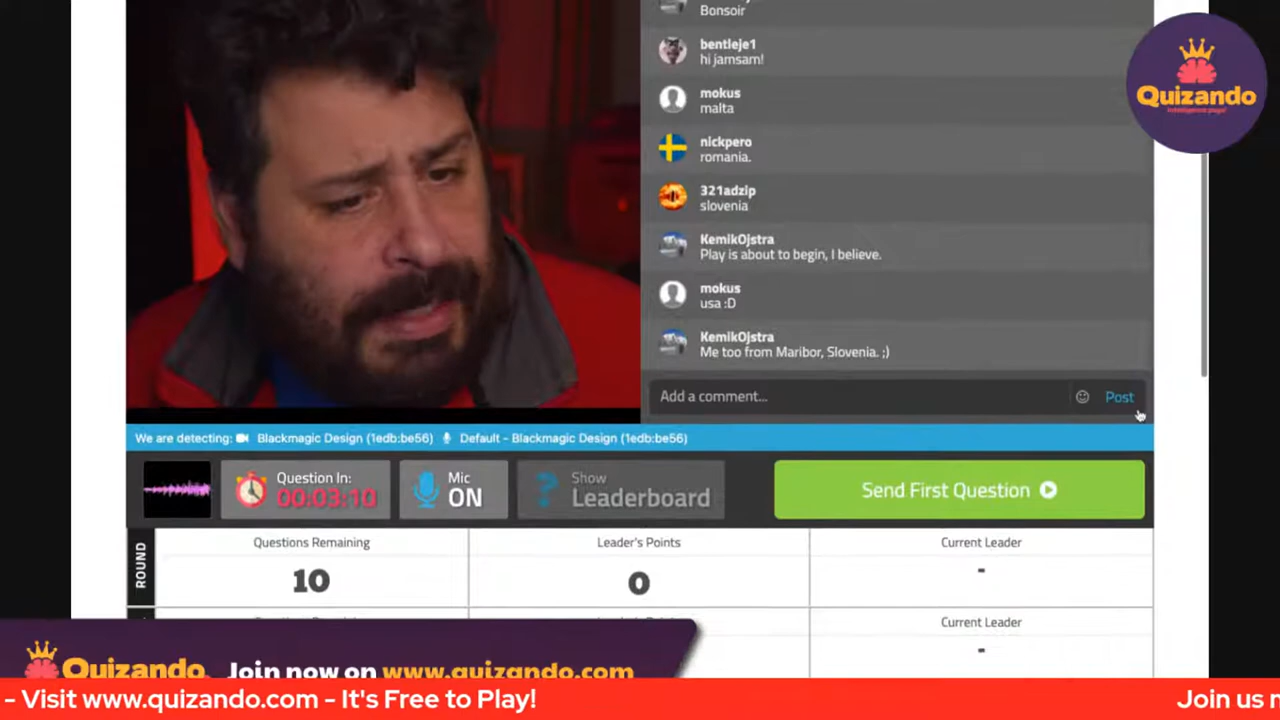 Bonsoir
bentleje1
hi jamsam!
mokus
malta
nickpero
romania.
321adzip
slovenia
KemikOjstra
Play is about to begin, I believe.
mokus
usa :D
KemikOjstra
Me too from Maribor, Slovenia. ;)
Add a comment...
Post
Quizando
We are detecting: Blackmagic Design (1edb:be56) Default - Blackmagic Design (1edb:be56)
Question In:
00:03:10
Mic
ON
Show
Leaderboard
Send First Question
ROUND
Questions Remaining
10
Leader's Points
0
Current Leader
-
Current Leader
-
Quizando
Join now on www.quizando.com
- Visit www.quizando.com - It's Free to Play!
Join us